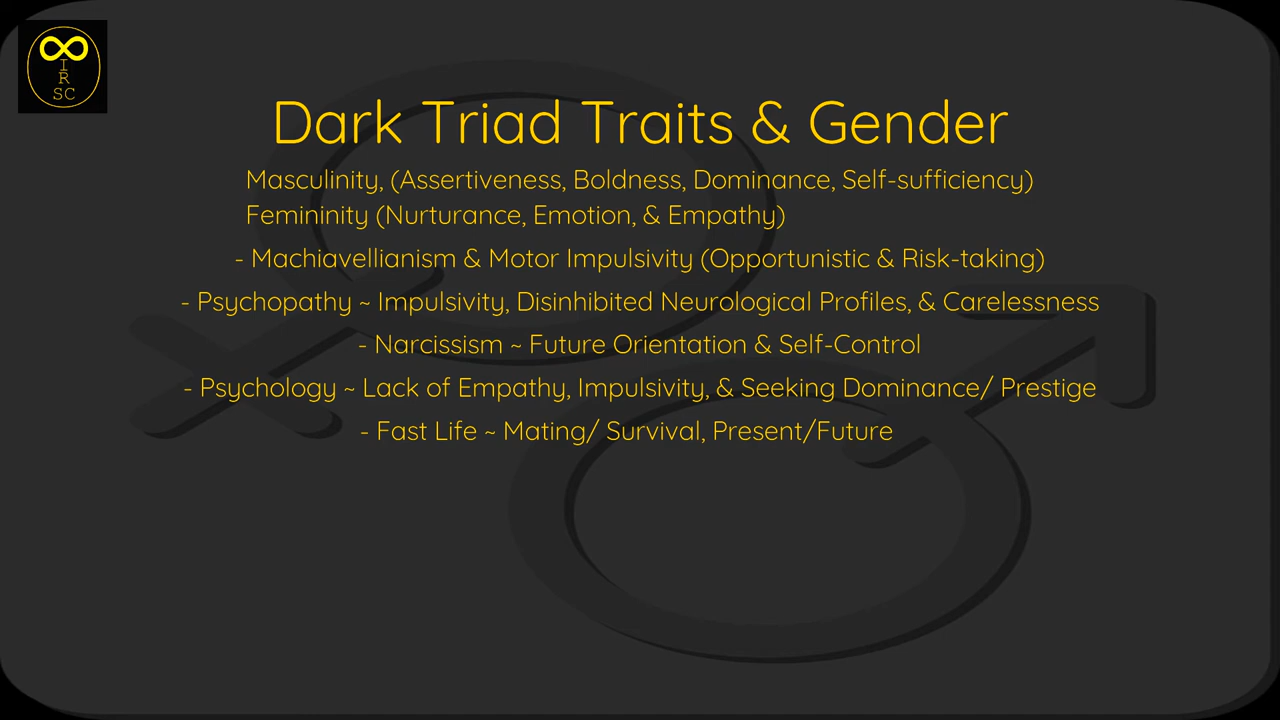 ∞
I
R
SC
Dark Triad Traits & Gender
Masculinity, (Assertiveness, Boldness, Dominance, Self-sufficiency)
Femininity (Nurturance, Emotion, & Empathy)
- Machiavellianism & Motor Impulsivity (Opportunistic & Risk-taking)
- Psychopathy ~ Impulsivity, Disinhibited Neurological Profiles, & Carelessness
- Narcissism ~ Future Orientation & Self-Control
- Psychology ~ Lack of Empathy, Impulsivity, & Seeking Dominance/ Prestige
- Fast Life ~ Mating/ Survival, Present/Future